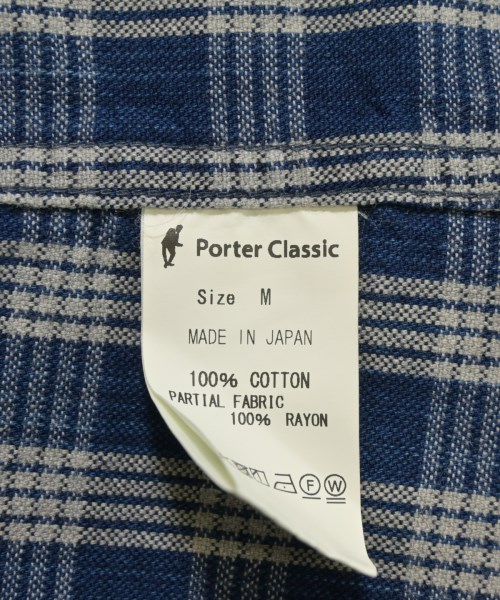 Porter Classic
Size M
MADE IN JAPAN
100% COTTON
PARTIAL FABRIC
100% RAYON
F W